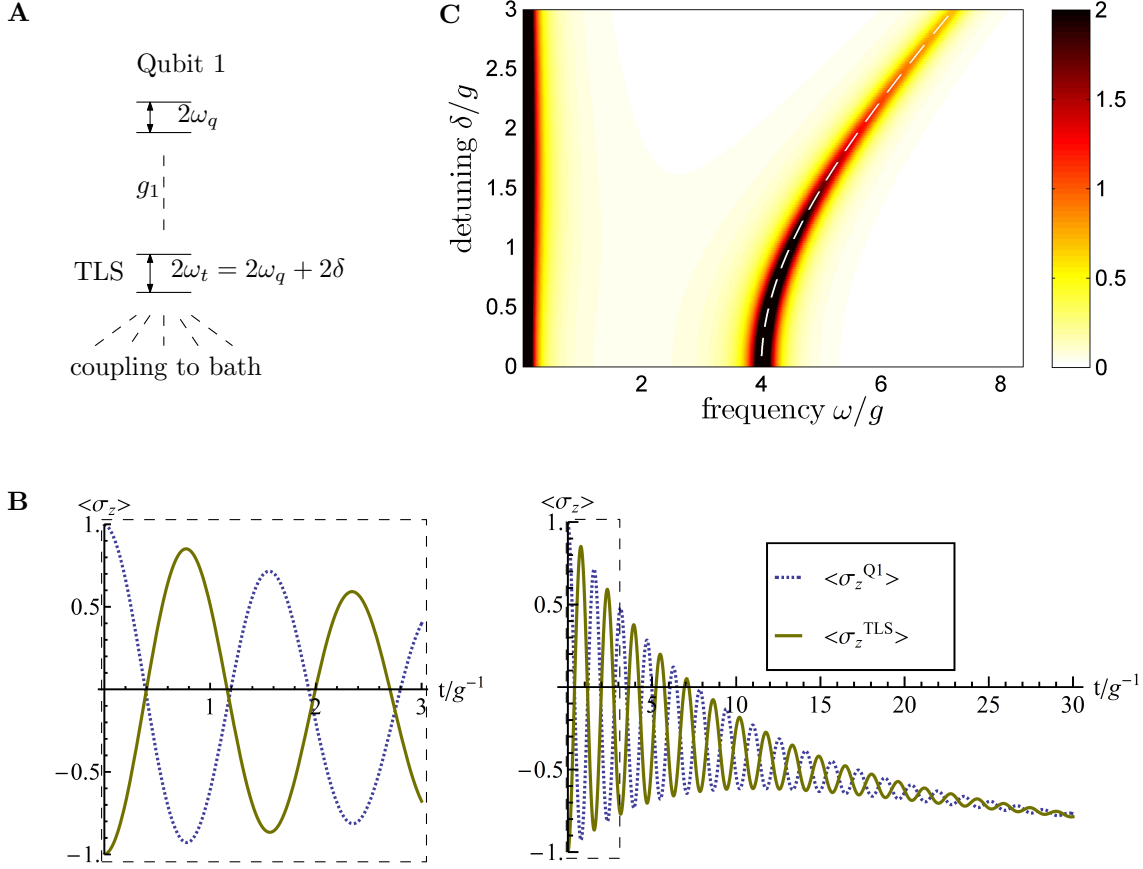 A
Qubit 1
2ω_q
g_1
TLS
2ω_t = 2ω_q + 2δ
coupling to bath
C
detuning δ/g
3
2.5
2
1.5
1
0.5
0
2
4
6
8
frequency ω/g
2
1.5
1
0.5
0
B
<σ_z>
1.
0.5
−0.5
−1.
1
2
3
t/g⁻¹
<σ_z>
1.
0.5
−0.5
−1.
5
10
15
20
25
30
t/g⁻¹
<σ_z^Q1>
<σ_z^TLS>